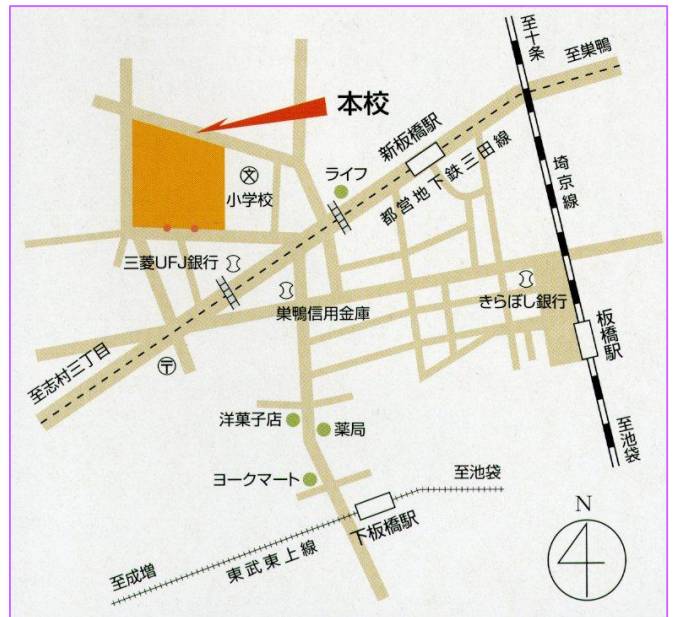 至十条
至巣鴨
本校
新板橋駅
文
小学校
ライフ
都営地下鉄三田線
埼京線
三菱UFJ銀行
巣鴨信用金庫
きらぼし銀行
板橋駅
〒
至志村三丁目
洋菓子店
薬局
至池袋
ヨークマート
至池袋
下板橋駅
東武東上線
至成増
N